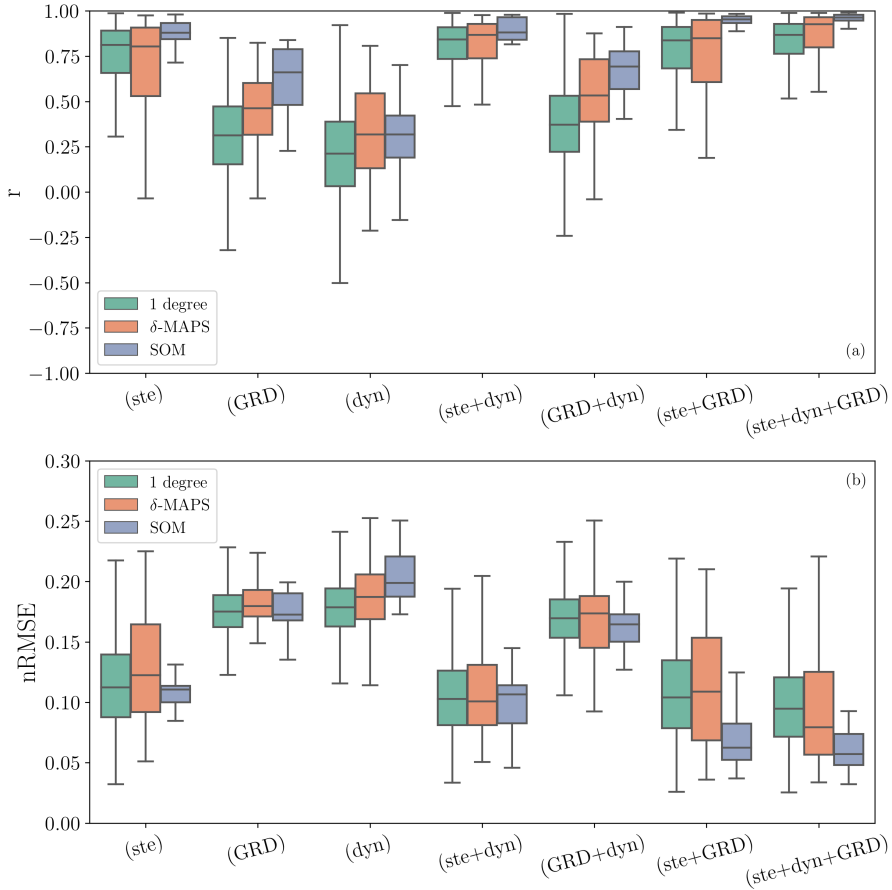 1.00
0.75
0.50
0.25
0.00
−0.25
−0.50
−0.75
−1.00
r
1 degree
δ-MAPS
SOM
(a)
(ste)
(GRD)
(dyn)
(ste+dyn)
(GRD+dyn)
(ste+GRD)
(ste+dyn+GRD)
0.30
0.25
0.20
0.15
0.10
0.05
0.00
nRMSE
1 degree
δ-MAPS
SOM
(b)
(ste)
(GRD)
(dyn)
(ste+dyn)
(GRD+dyn)
(ste+GRD)
(ste+dyn+GRD)